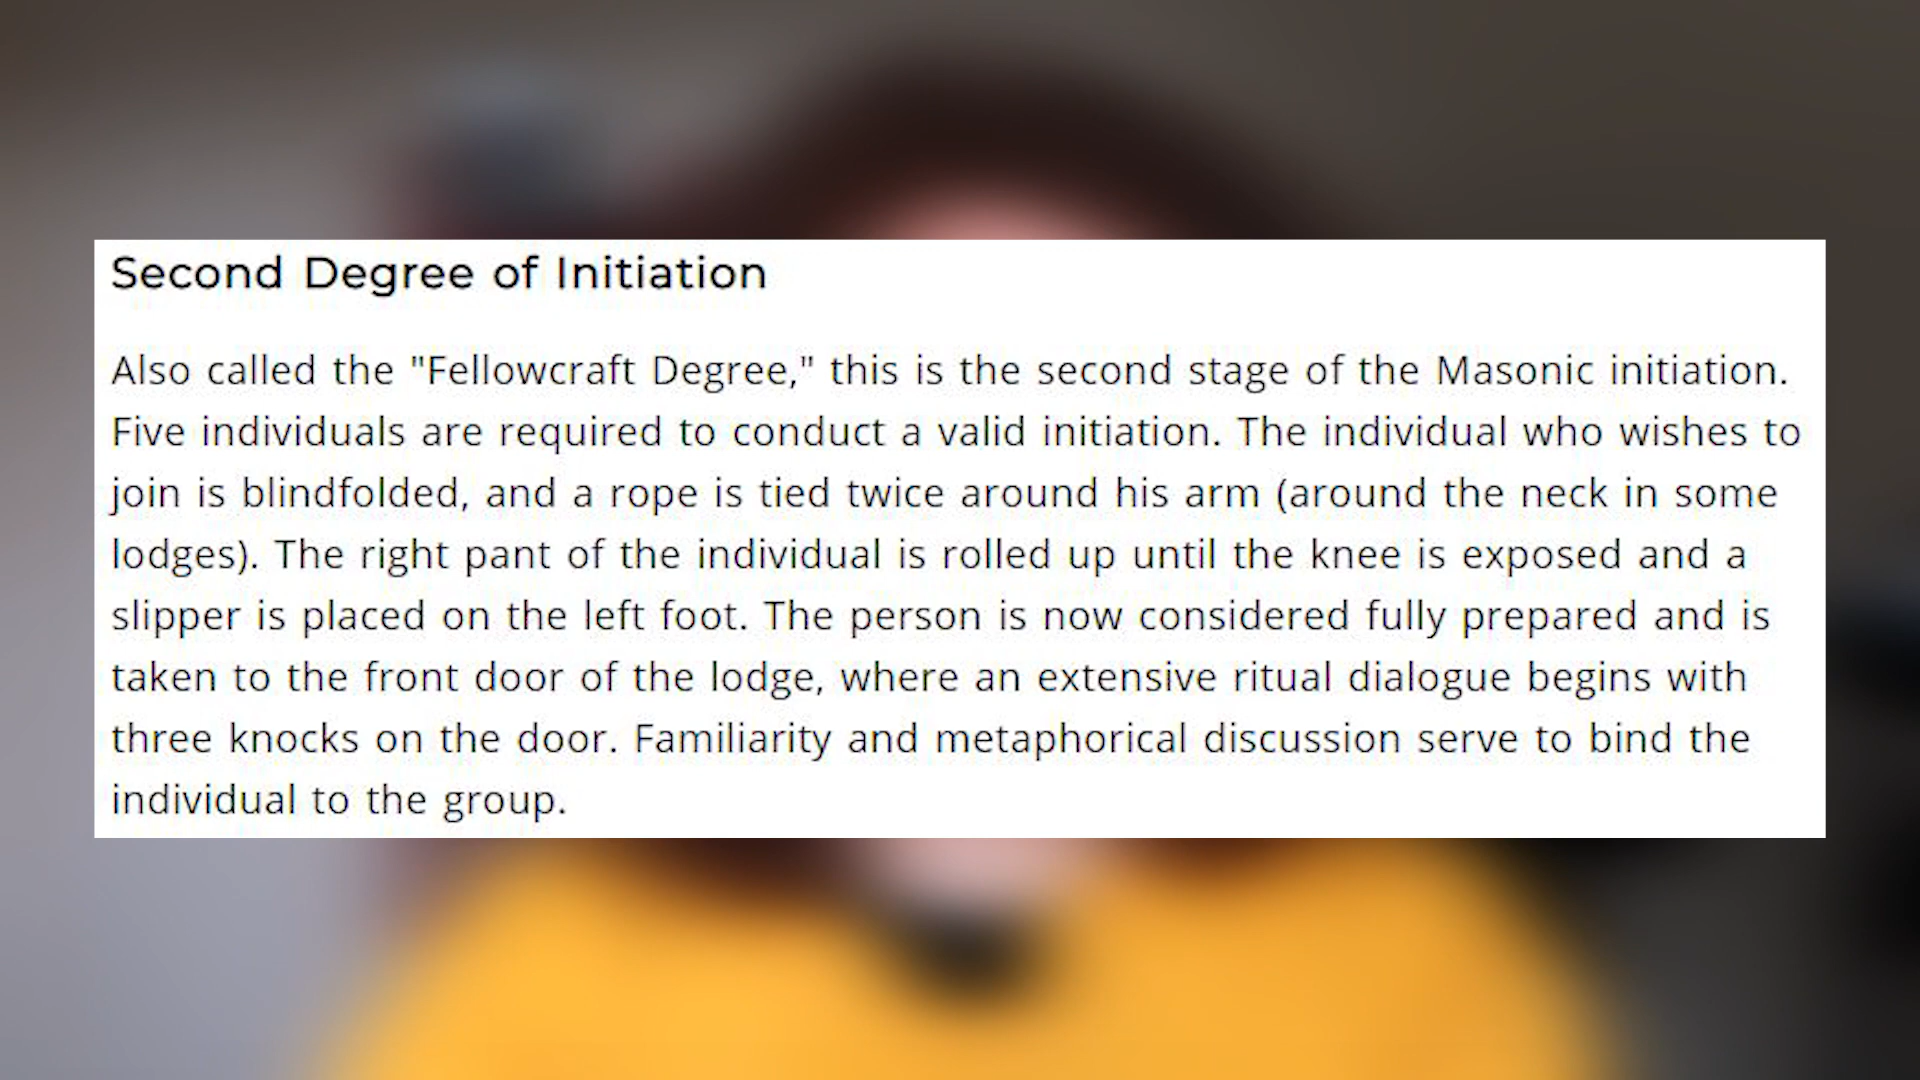 Second Degree of Initiation
Also called the "Fellowcraft Degree," this is the second stage of the Masonic initiation.
Five individuals are required to conduct a valid initiation. The individual who wishes to
join is blindfolded, and a rope is tied twice around his arm (around the neck in some
lodges). The right pant of the individual is rolled up until the knee is exposed and a
slipper is placed on the left foot. The person is now considered fully prepared and is
taken to the front door of the lodge, where an extensive ritual dialogue begins with
three knocks on the door. Familiarity and metaphorical discussion serve to bind the
individual to the group.